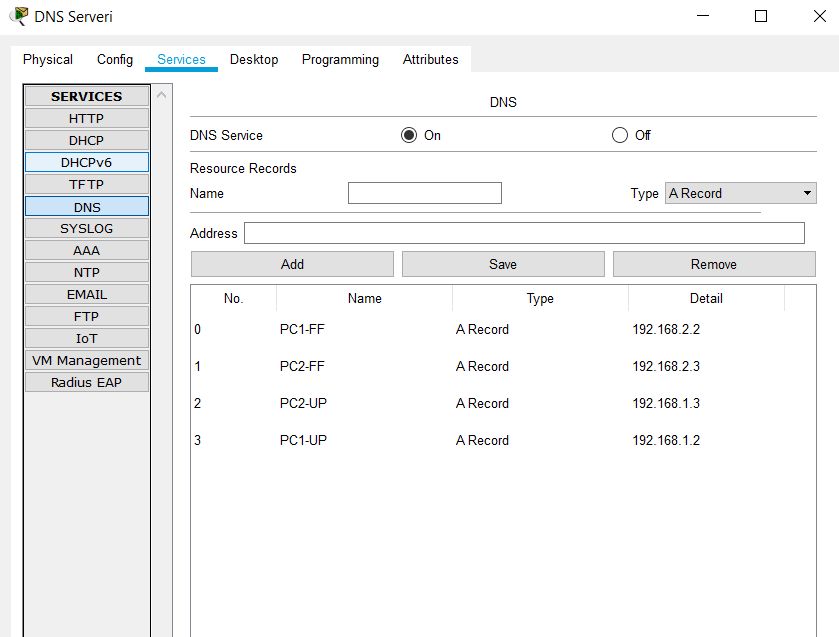 DNS Serveri
Physical Config Services Desktop Programming Attributes
SERVICES
HTTP
DHCP
DHCPv6
TFTP
DNS
SYSLOG
AAA
NTP
EMAIL
FTP
IoT
VM Management
Radius EAP
DNS
DNS Service On Off
Resource Records
Name Type A Record
Address
Add Save Remove
No. Name Type Detail
0 PC1-FF A Record 192.168.2.2
1 PC2-FF A Record 192.168.2.3
2 PC2-UP A Record 192.168.1.3
3 PC1-UP A Record 192.168.1.2